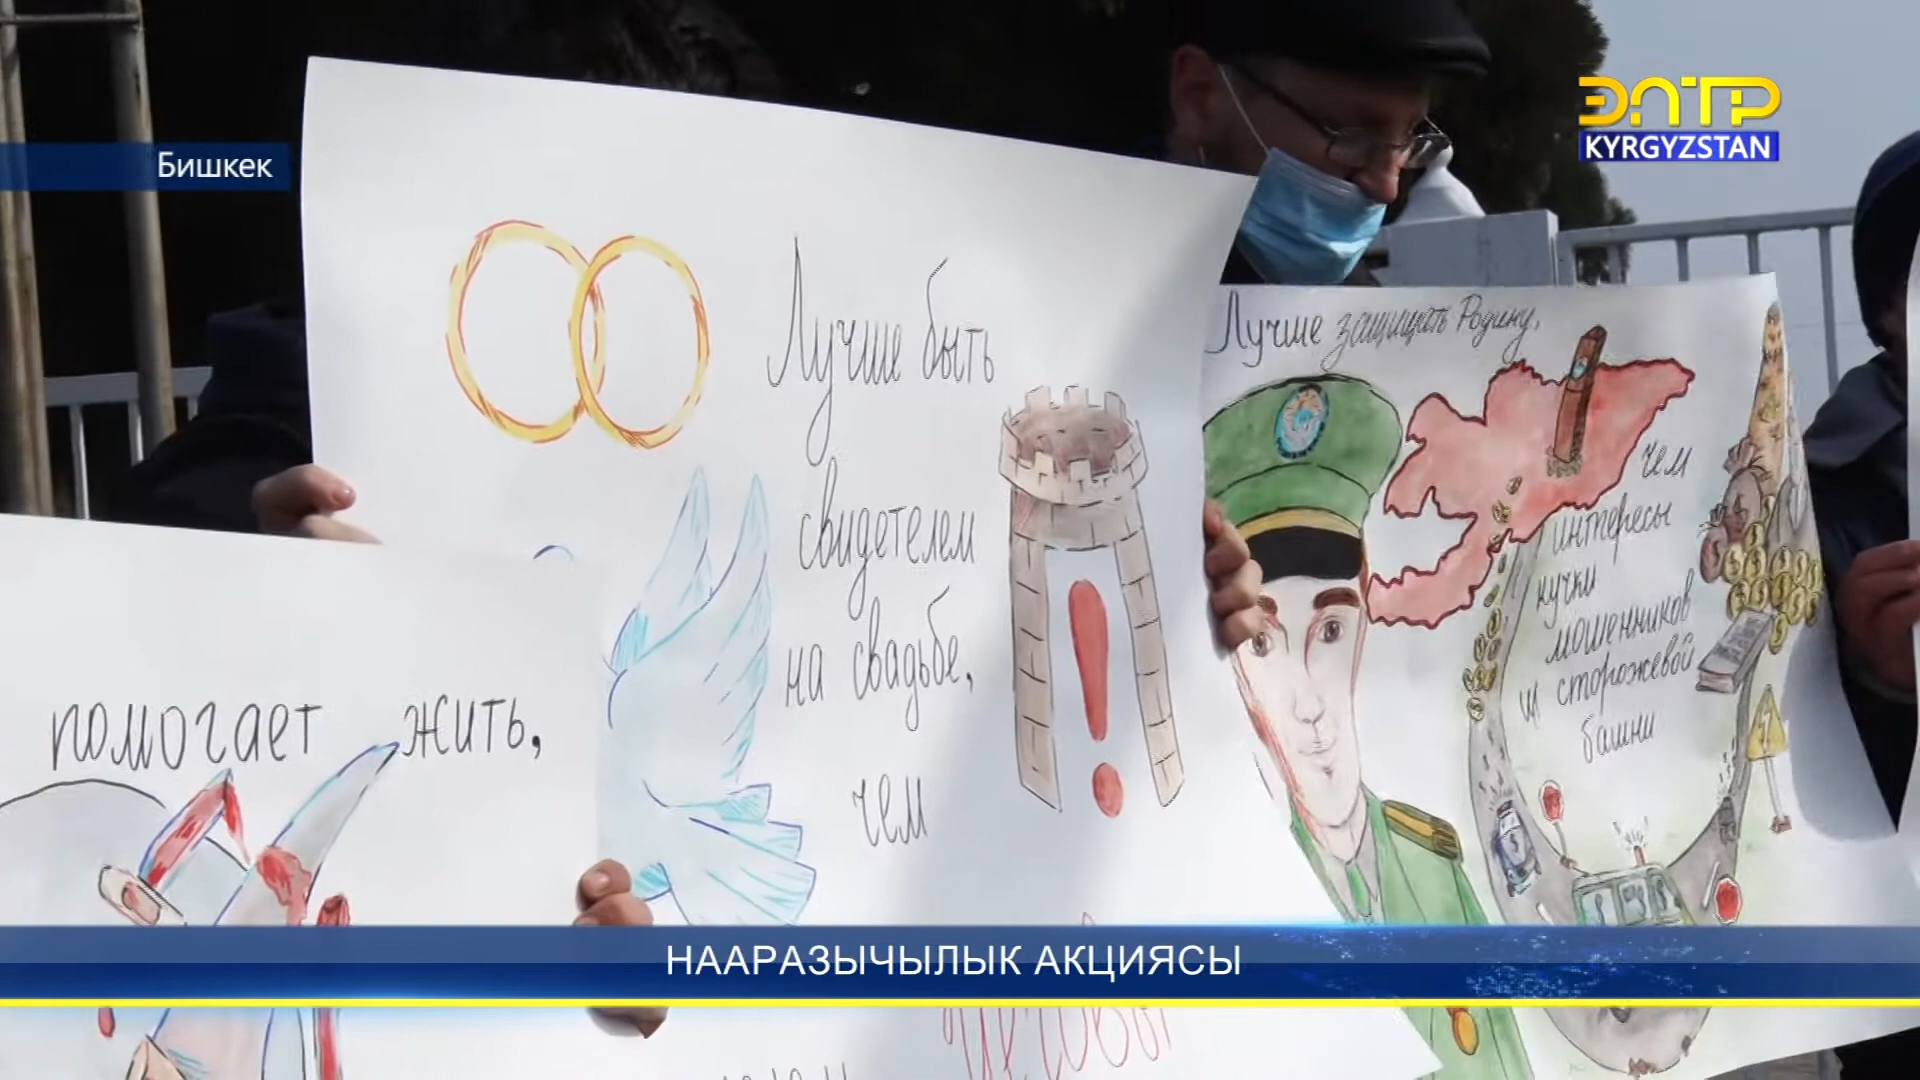 ЭЛТР
KYRGYZSTAN
Бишкек
Лучше быть
свидетелем
на свадьбе,
чем
Лучше защищать Родину,
чем
интересы
кучки
мошенников
и сторожевой
башни
помогает жить,
НААРАЗЫЧЫЛЫК АКЦИЯСЫ